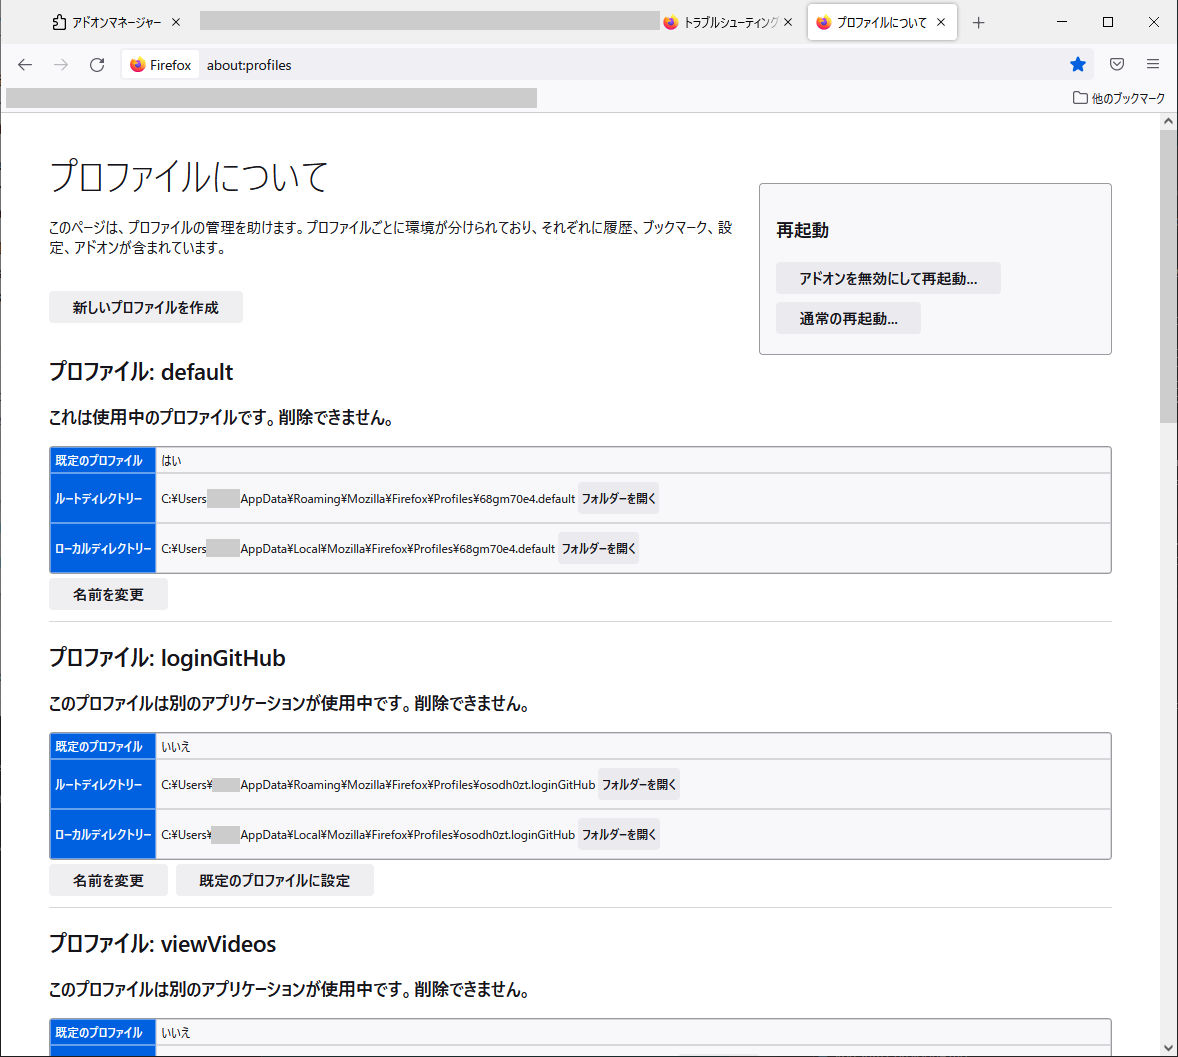 アドオンマネージャー
トラブルシューティング
プロファイルについて
Firefox
about:profiles
他のブックマーク
プロファイルについて
このページは、プロファイルの管理を助けます。プロファイルごとに環境が分けられており、それぞれに履歴、ブックマーク、設
定、アドオンが含まれています。
再起動
アドオンを無効にして再起動...
通常の再起動...
新しいプロファイルを作成
プロファイル: default
これは使用中のプロファイルです。削除できません。
既定のプロファイル はい
ルートディレクトリー C:¥Users AppData¥Roaming¥Mozilla¥Firefox¥Profiles¥68gm70e4.default フォルダーを開く
ローカルディレクトリー C:¥Users AppData¥Local¥Mozilla¥Firefox¥Profiles¥68gm70e4.default フォルダーを開く
名前を変更
プロファイル: loginGitHub
このプロファイルは別のアプリケーションが使用中です。削除できません。
既定のプロファイル いいえ
ルートディレクトリー C:¥Users¥ AppData¥Roaming¥Mozilla¥Firefox¥Profiles¥osodh0zt.loginGitHub フォルダーを開く
ローカルディレクトリー C:¥Users¥ AppData¥Local¥Mozilla¥Firefox¥Profiles¥osodh0zt.loginGitHub フォルダーを開く
名前を変更 既定のプロファイルに設定
プロファイル: viewVideos
このプロファイルは別のアプリケーションが使用中です。削除できません。
既定のプロファイル いいえ